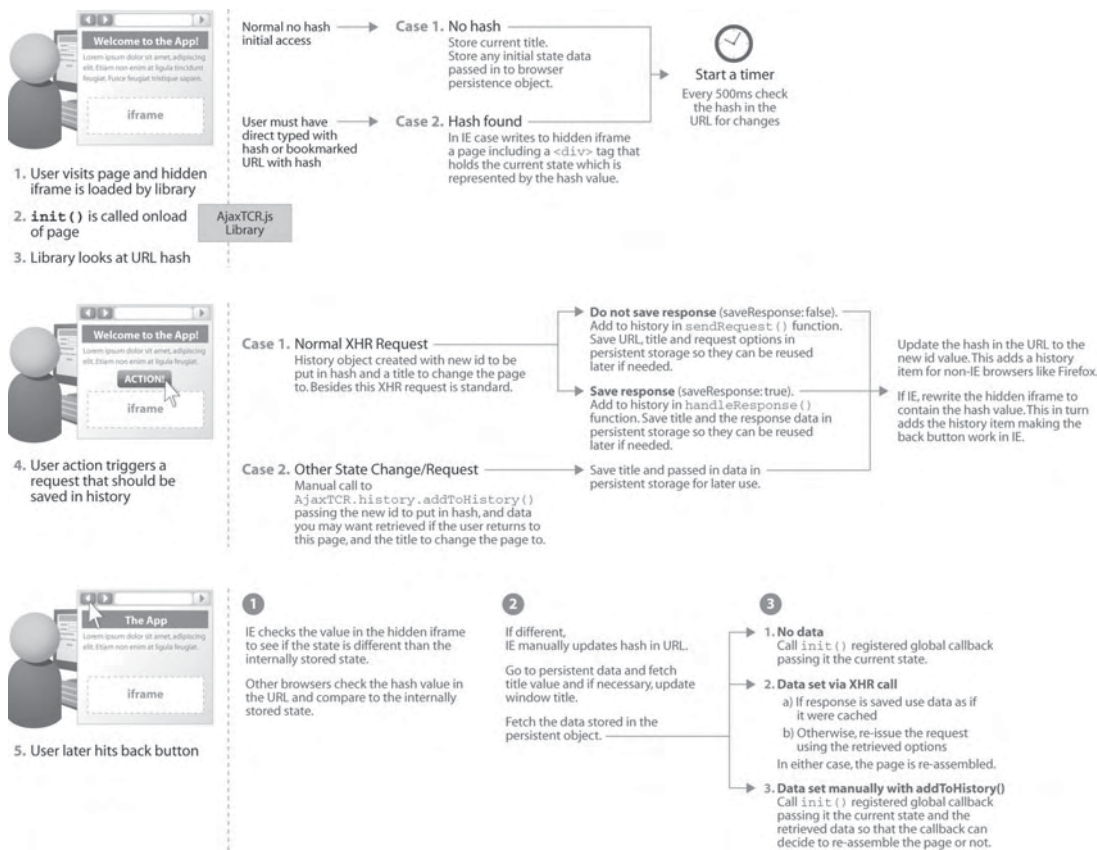 Welcome to the App!
Lorem ipsum dolor sit amet, adipiscing
elit. Etiam non enim at ligula tincidunt
feugiat. Fusce feugiat tristique sapien.
iframe
1. User visits page and hidden
iframe is loaded by library
2. init() is called onload
of page
3. Library looks at URL hash
AjaxTCR.js
Library
Normal no hash
initial access
Case 1. No hash
Store current title.
Store any initial state data
passed in to browser
persistence object.
User must have
direct typed with
hash or bookmarked
URL with hash
Case 2. Hash found
In IE case writes to hidden iframe
a page including a <div> tag that
holds the current state which is
represented by the hash value.
Start a timer
Every 500ms check
the hash in the
URL for changes
Welcome to the App!
Lorem ipsum dolor sit amet, adipiscing
elit. Etiam non enim at ligula feugiat.
ACTION!
iframe
4. User action triggers a
request that should be
saved in history
Case 1. Normal XHR Request
History object created with new id to be
put in hash and a title to change the page
to. Besides this XHR request is standard.
Do not save response (saveResponse: false).
Add to history in sendRequest() function.
Save URL, title and request options in
persistent storage so they can be reused
later if needed.
Save response (saveResponse: true).
Add to history in handleResponse()
function. Save title and the response data in
persistent storage so they can be reused
later if needed.
Case 2. Other State Change/Request
Manual call to
AjaxTCR.history.addToHistory()
passing the new id to put in hash, and data
you may want retrieved if the user returns to
this page, and the title to change the page to.
Save title and passed in data in
persistent storage for later use.
Update the hash in the URL to the
new id value. This adds a history
item for non-IE browsers like Firefox.
If IE, rewrite the hidden iframe to
contain the hash value. This in turn
adds the history item making the
back button work in IE.
The App
Lorem ipsum dolor sit amet, adipiscing
elit. Etiam non enim at ligula feugiat.
iframe
5. User later hits back button
1
IE checks the value in the hidden iframe
to see if the state is different than the
internally stored state.
Other browsers check the hash value in
the URL and compare to the internally
stored state.
2
If different,
IE manually updates hash in URL.
Go to persistent data and fetch
title value and if necessary, update
window title.
Fetch the data stored in the
persistent object.
3
1. No data
Call init() registered global callback
passing it the current state.
2. Data set via XHR call
a) If response is saved use data as if
it were cached
b) Otherwise, re-issue the request
using the retrieved options
In either case, the page is re-assembled.
3. Data set manually with addToHistory()
Call init() registered global callback
passing it the current state and the
retrieved data so that the callback can
decide to re-assemble the page or not.